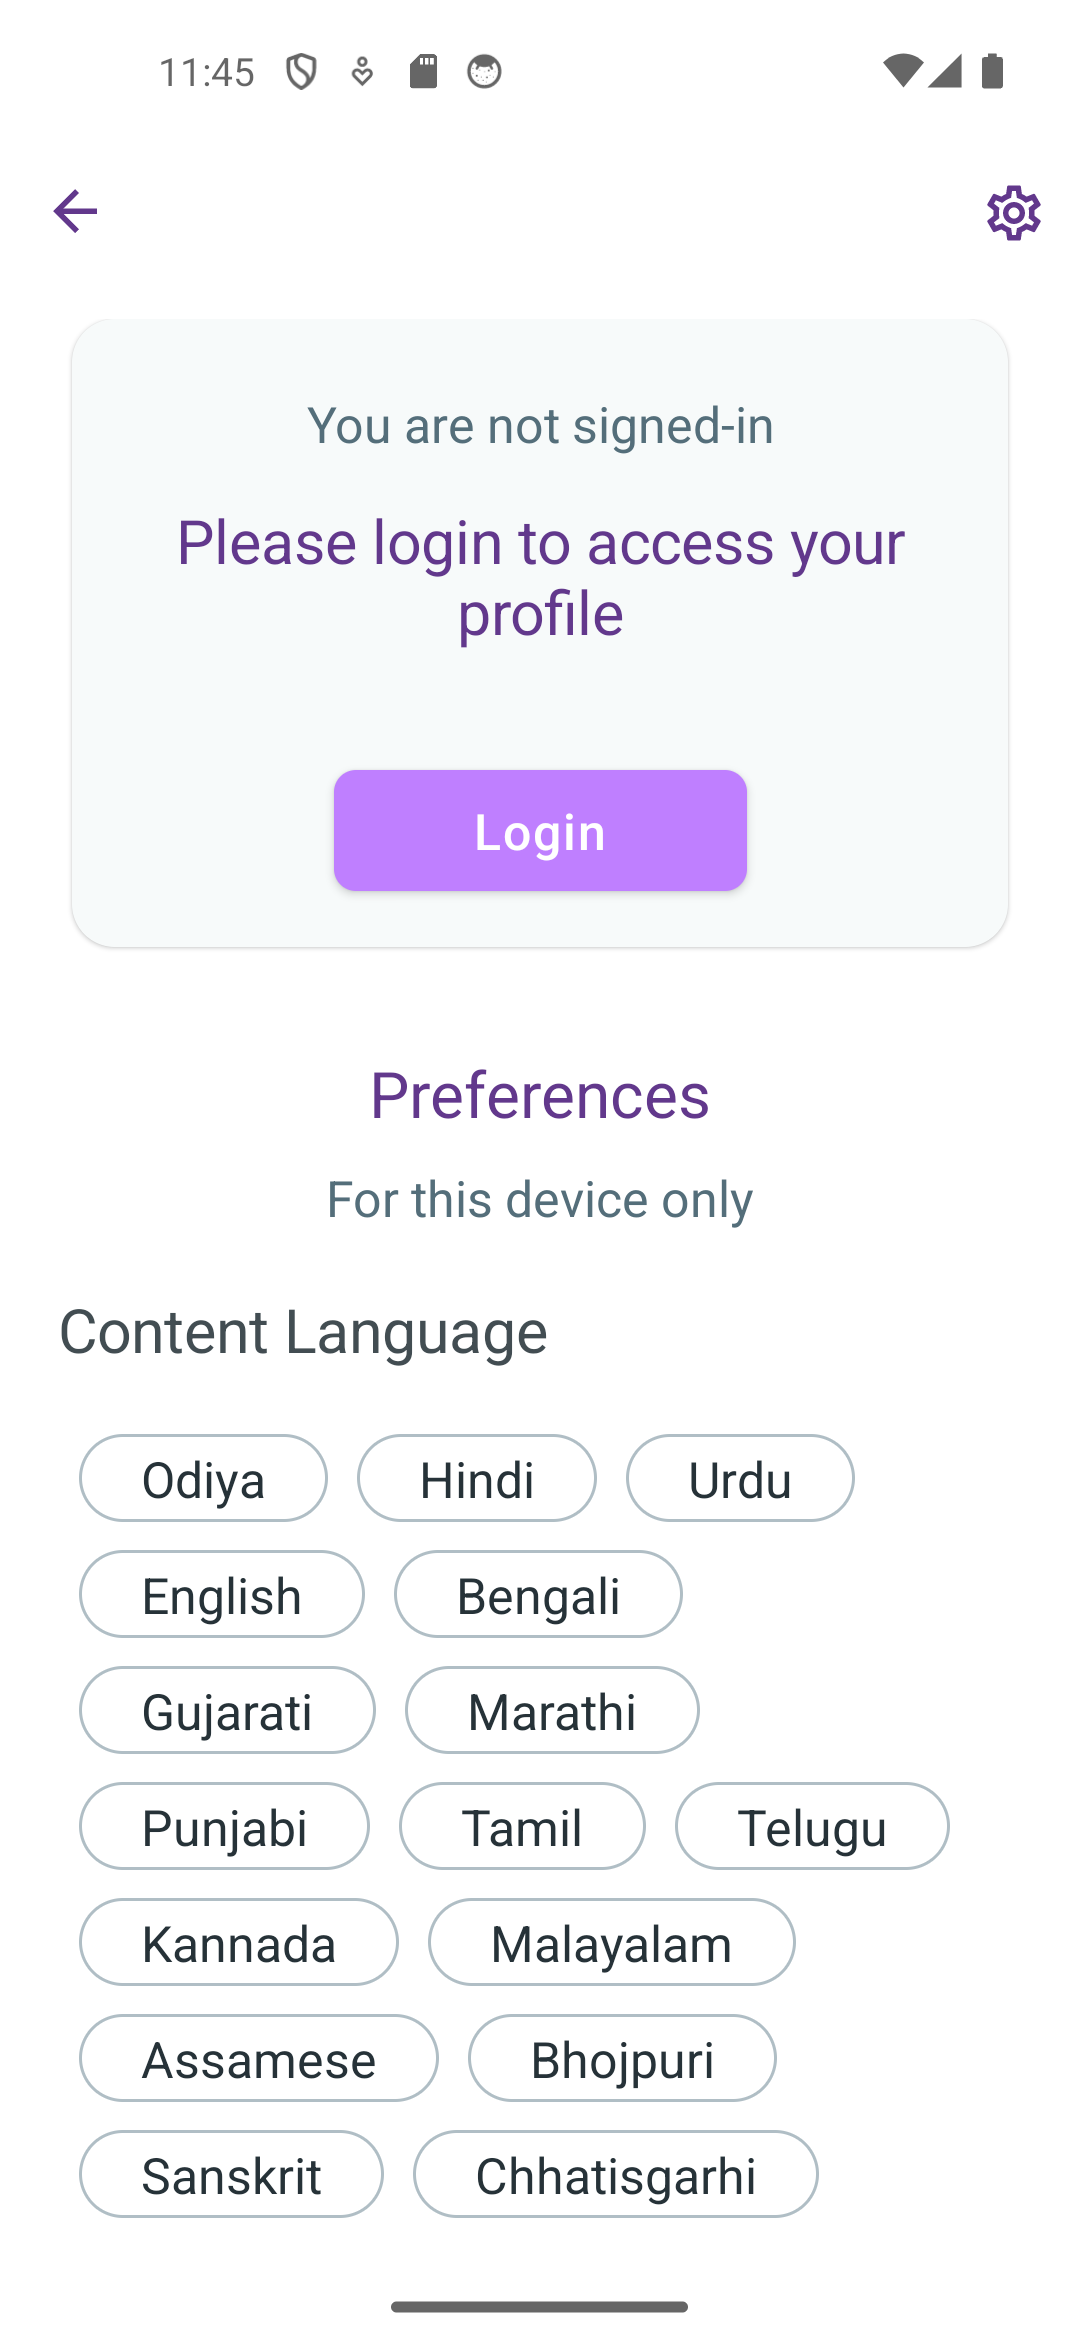 11:45
You are not signed-in
Please login to access your
profile
Login
Preferences
For this device only
Content Language
Odiya Hindi Urdu
English Bengali
Gujarati Marathi
Punjabi Tamil Telugu
Kannada Malayalam
Assamese Bhojpuri
Sanskrit Chhatisgarhi